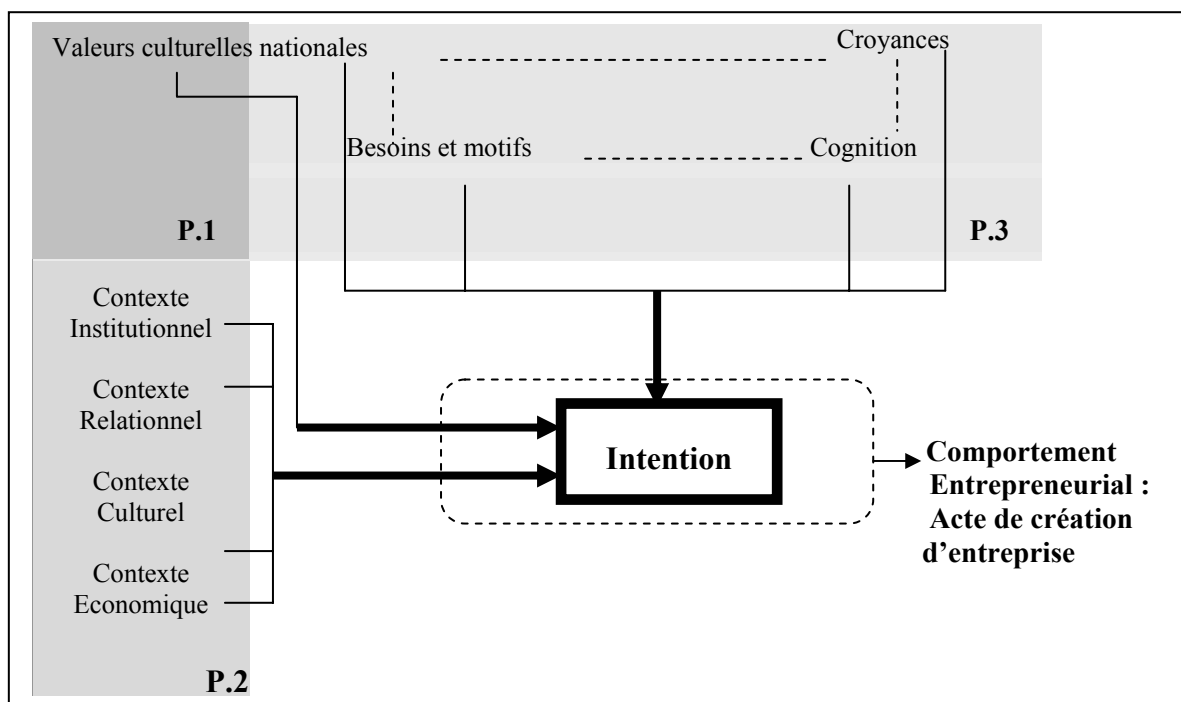 Valeurs culturelles nationales
Croyances
Besoins et motifs
Cognition
P.1
P.3
Contexte
Institutionnel
Contexte
Relationnel
Contexte
Culturel
Contexte
Economique
P.2
Intention
Comportement
Entrepreneurial :
Acte de création
d’entreprise